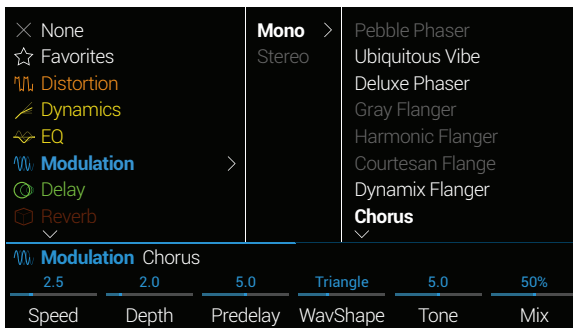 None
Favorites
Distortion
Dynamics
EQ
Modulation
Delay
Reverb
Mono
Stereo
Pebble Phaser
Ubiquitous Vibe
Deluxe Phaser
Gray Flanger
Harmonic Flanger
Courtesan Flange
Dynamix Flanger
Chorus
Modulation Chorus
2.5 2.0 5.0 Triangle 5.0 50%
Speed Depth Predelay WavShape Tone Mix